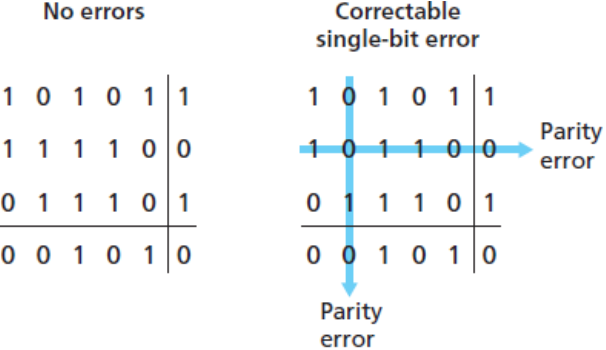 No errors
1 0 1 0 1 1
1 1 1 1 0 0
0 1 1 1 0 1
0 0 1 0 1 0
Correctable
single-bit error
1 0 1 0 1 1
1 0 1 1 0 0
0 1 1 1 0 1
0 0 1 0 1 0
Parity
error
Parity
error